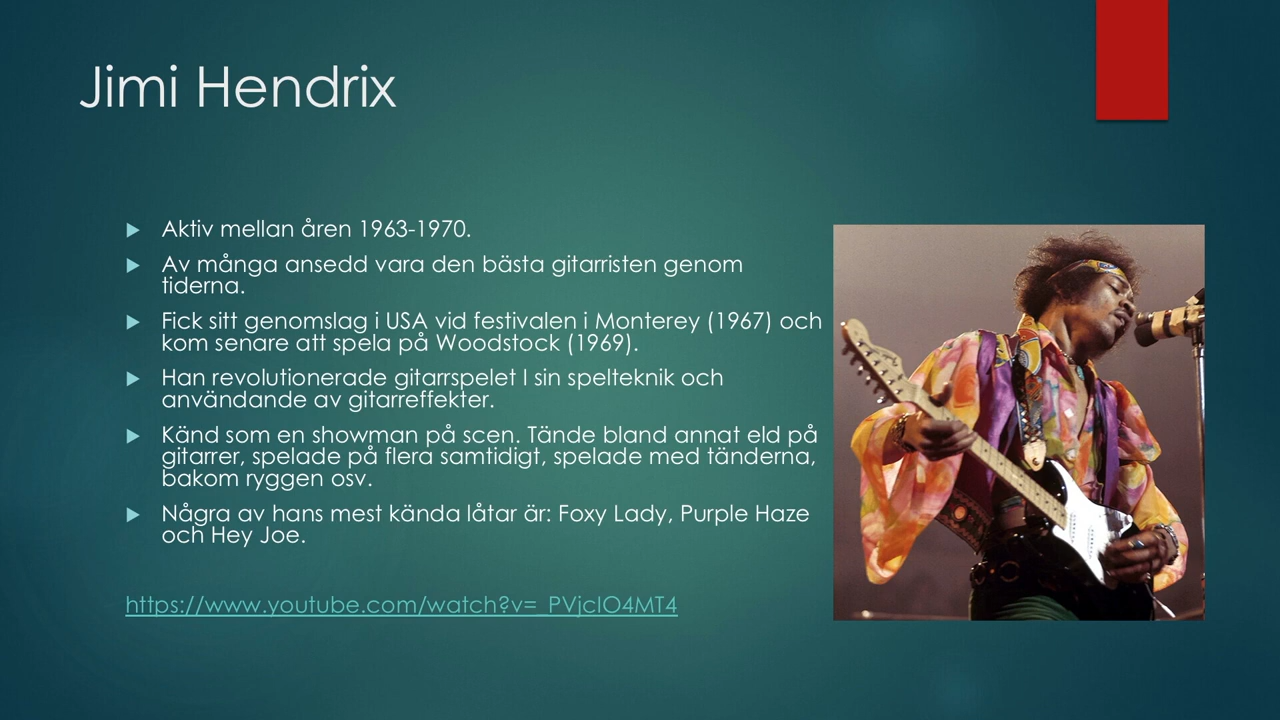 Jimi Hendrix
Aktiv mellan åren 1963-1970.
Av många ansedd vara den bästa gitarristen genom
tiderna.
Fick sitt genomslag i USA vid festivalen i Monterey (1967) och
kom senare att spela på Woodstock (1969).
Han revolutionerade gitarrspelet I sin spelteknik och
användande av gitarreffekter.
Känd som en showman på scen. Tände bland annat eld på
gitarrer, spelade på flera samtidigt, spelade med tänderna,
bakom ryggen osv.
Några av hans mest kända låtar är: Foxy Lady, Purple Haze
och Hey Joe.
https://www.youtube.com/watch?v=_PVjcIO4MT4